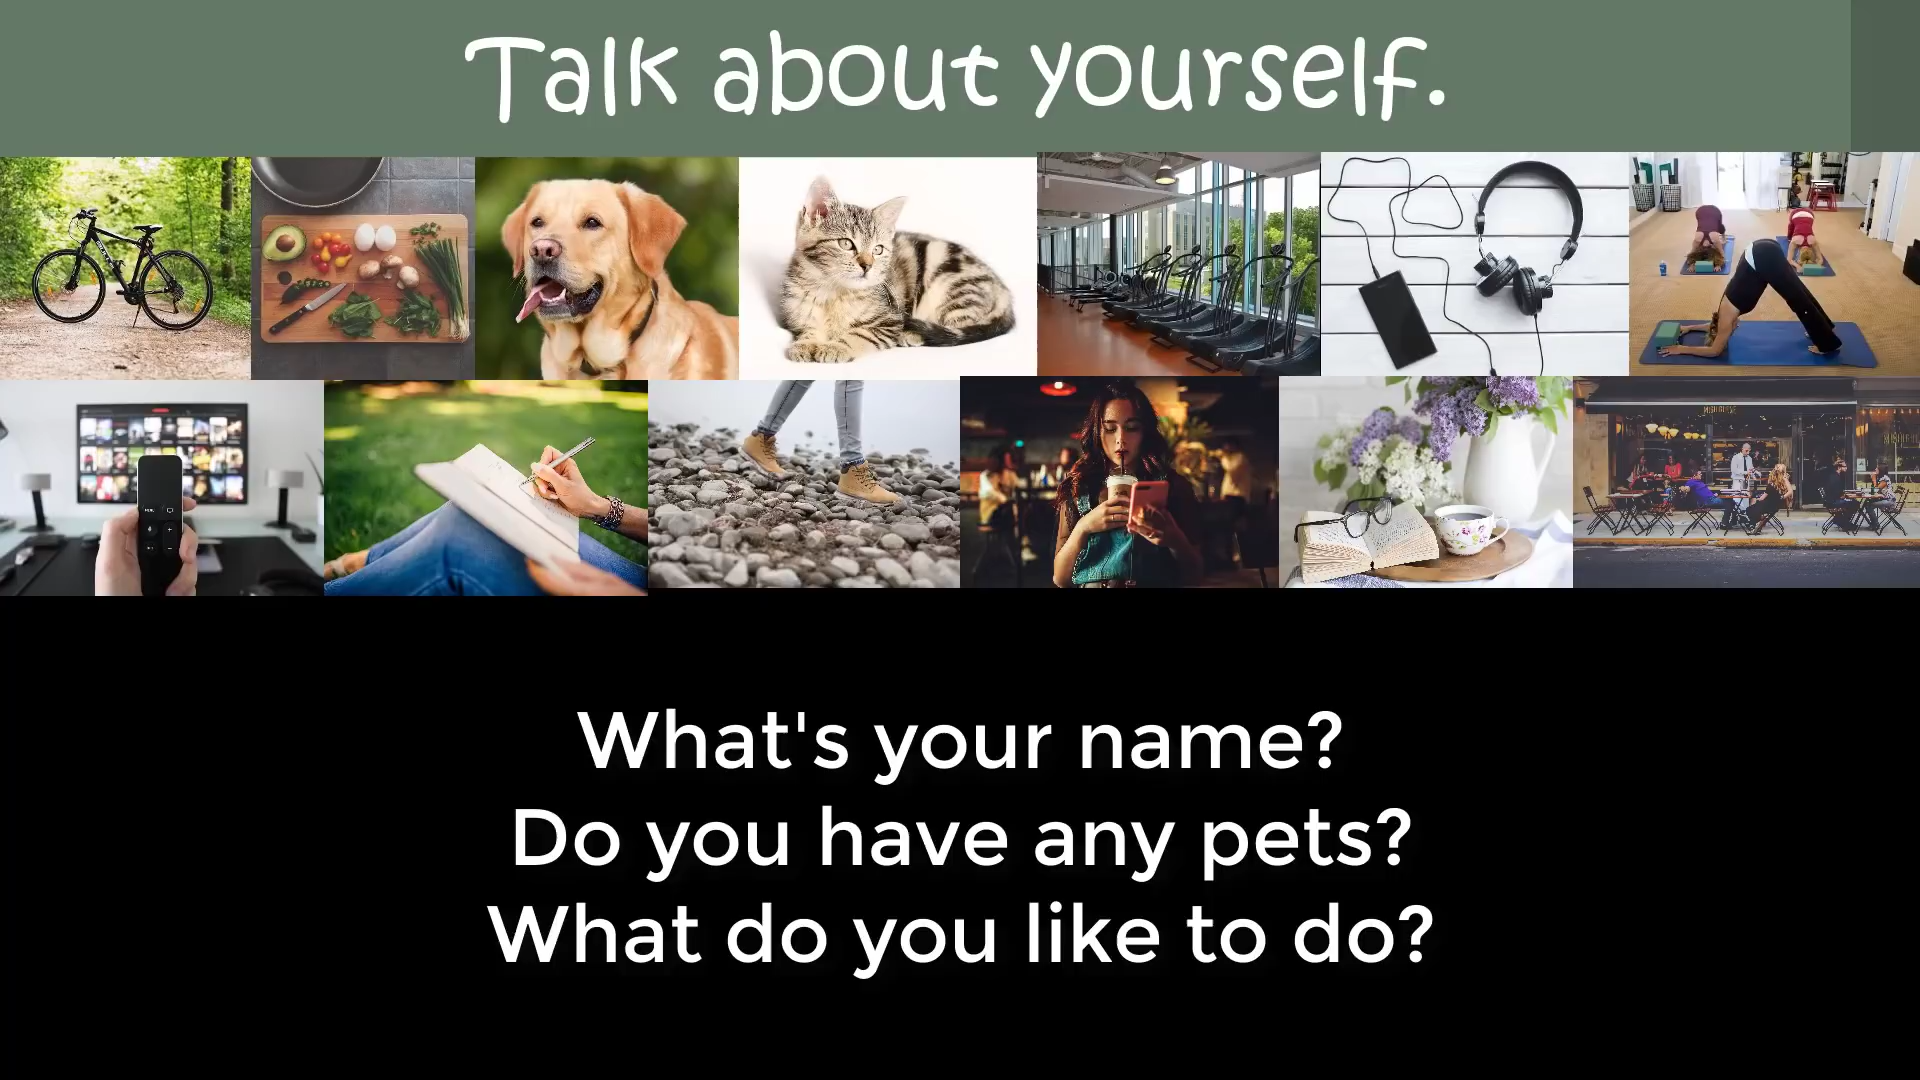 Talk about yourself.
What's your name?
Do you have any pets?
What do you like to do?